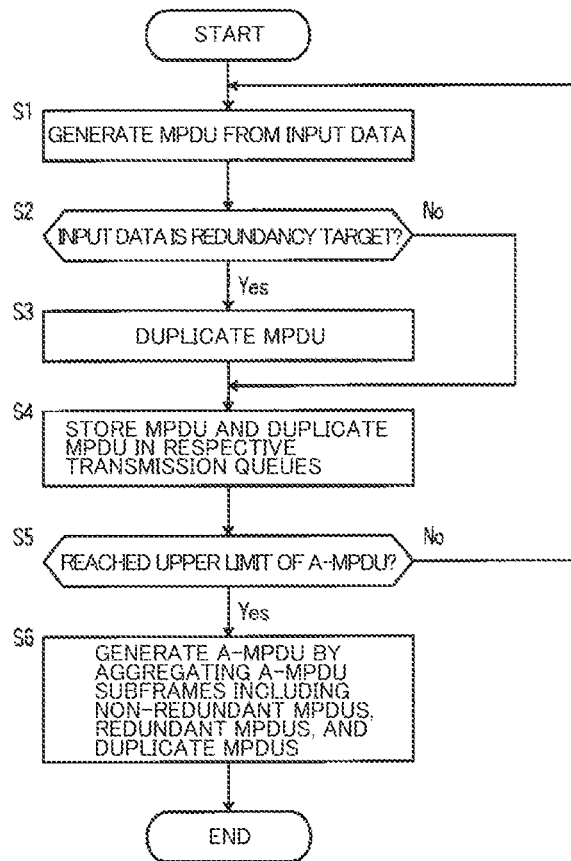 START
S1
GENERATE MPDU FROM INPUT DATA
S2
INPUT DATA IS REDUNDANCY TARGET?
No
Yes
S3
DUPLICATE MPDU
S4
STORE MPDU AND DUPLICATE
MPDU IN RESPECTIVE
TRANSMISSION QUEUES
S5
REACHED UPPER LIMIT OF A-MPDU?
No
Yes
S6
GENERATE A-MPDU BY
AGGREGATING A-MPDU
SUBFRAMES INCLUDING
NON-REDUNDANT MPDUS,
REDUNDANT MPDUS, AND
DUPLICATE MPDUS
END